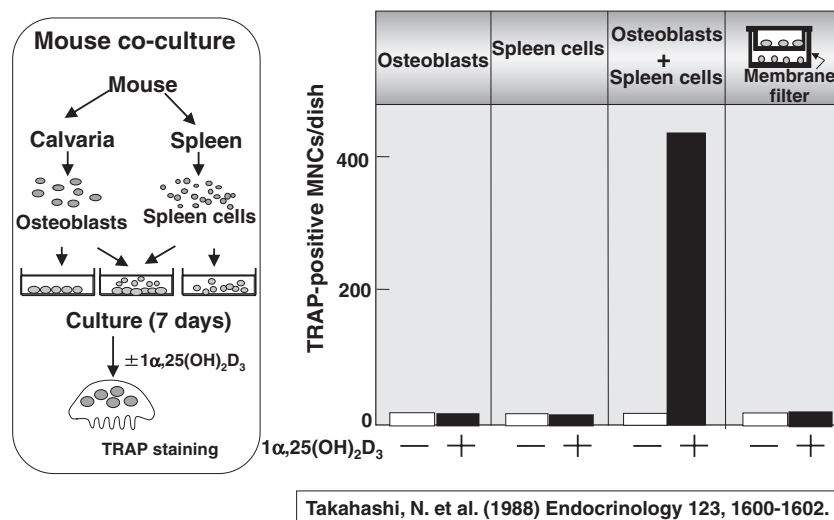 Mouse co-culture
Mouse
Calvaria
Spleen
Osteoblasts
Spleen cells
Culture (7 days)
±1α,25(OH)₂D₃
TRAP staining
Osteoblasts
Spleen cells
Osteoblasts
+
Spleen cells
Membrane
filter
TRAP-positive MNCs/dish
400
200
0
1α,25(OH)₂D₃
— + — + — + — +
Takahashi, N. et al. (1988) Endocrinology 123, 1600-1602.